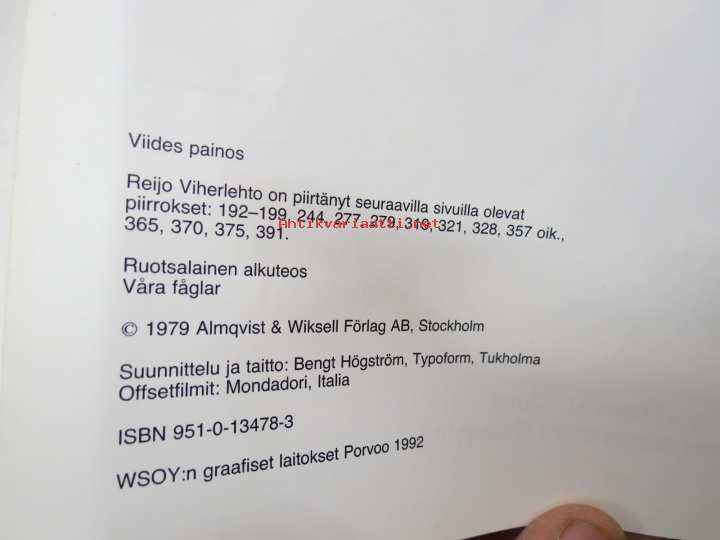 Viides painos
Reijo Viherlehto on piirtänyt seuraavilla sivuilla olevat
piirrokset: 192–199, 244, 277, 279, 319, 321, 328, 357 oik.,
365, 370, 375, 391.
Antikvariaatti.net
Ruotsalainen alkuteos
Våra fåglar
© 1979 Almqvist & Wiksell Förlag AB, Stockholm
Suunnittelu ja taitto: Bengt Högström, Typoform, Tukholma
Offsetfilmit: Mondadori, Italia
ISBN 951-0-13478-3
WSOY:n graafiset laitokset Porvoo 1992